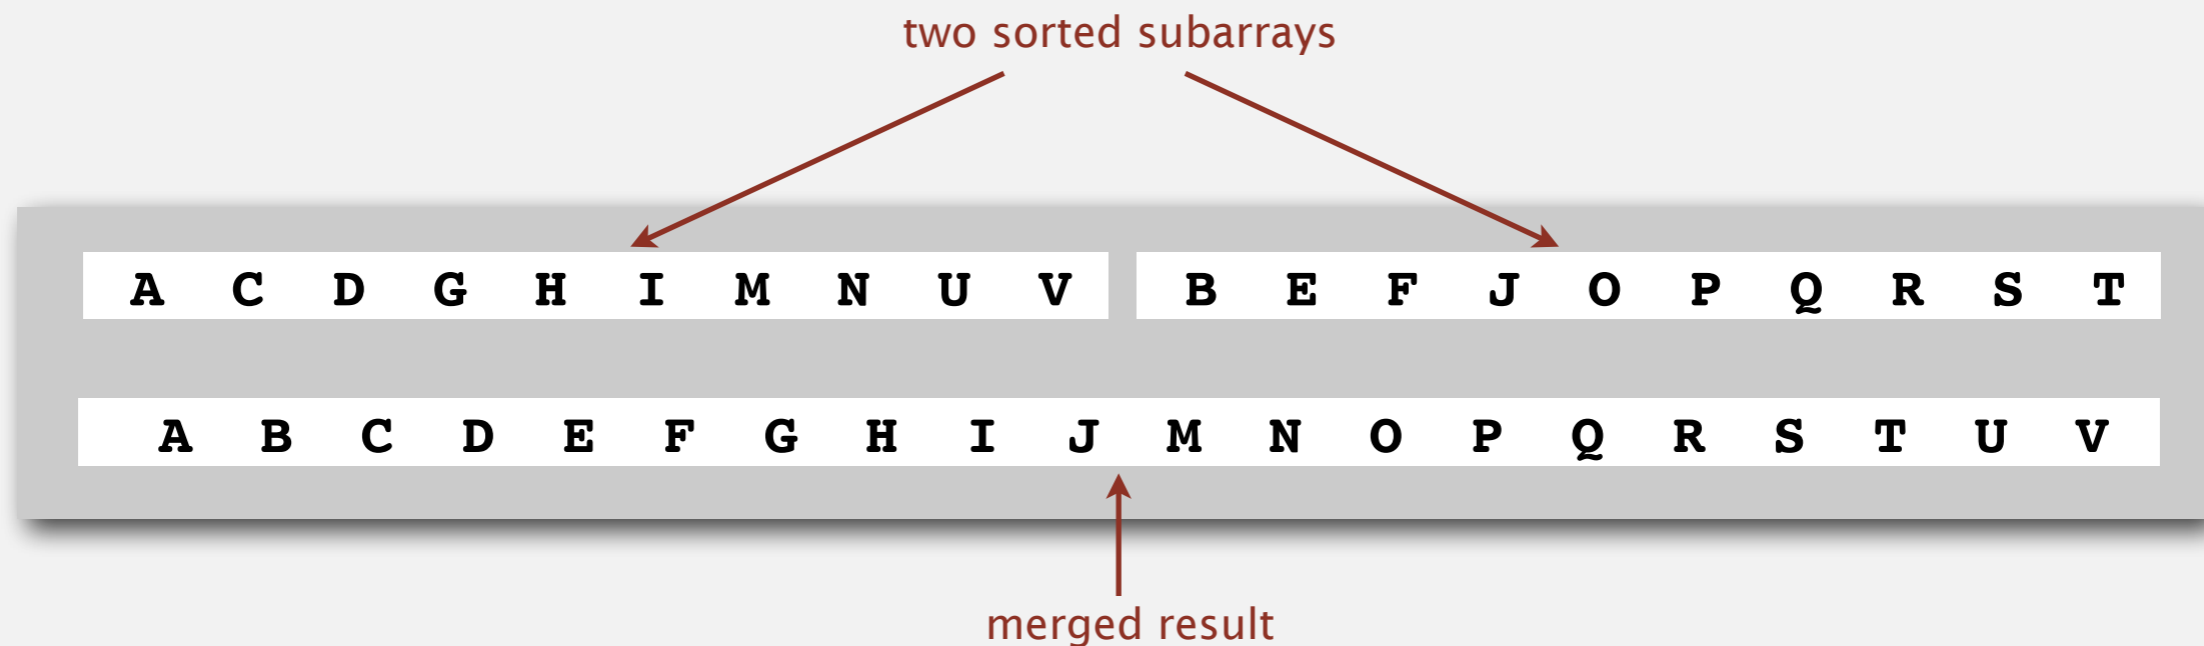 two sorted subarrays
A C D G H I M N U V B E F J O P Q R S T
A B C D E F G H I J M N O P Q R S T U V
merged result